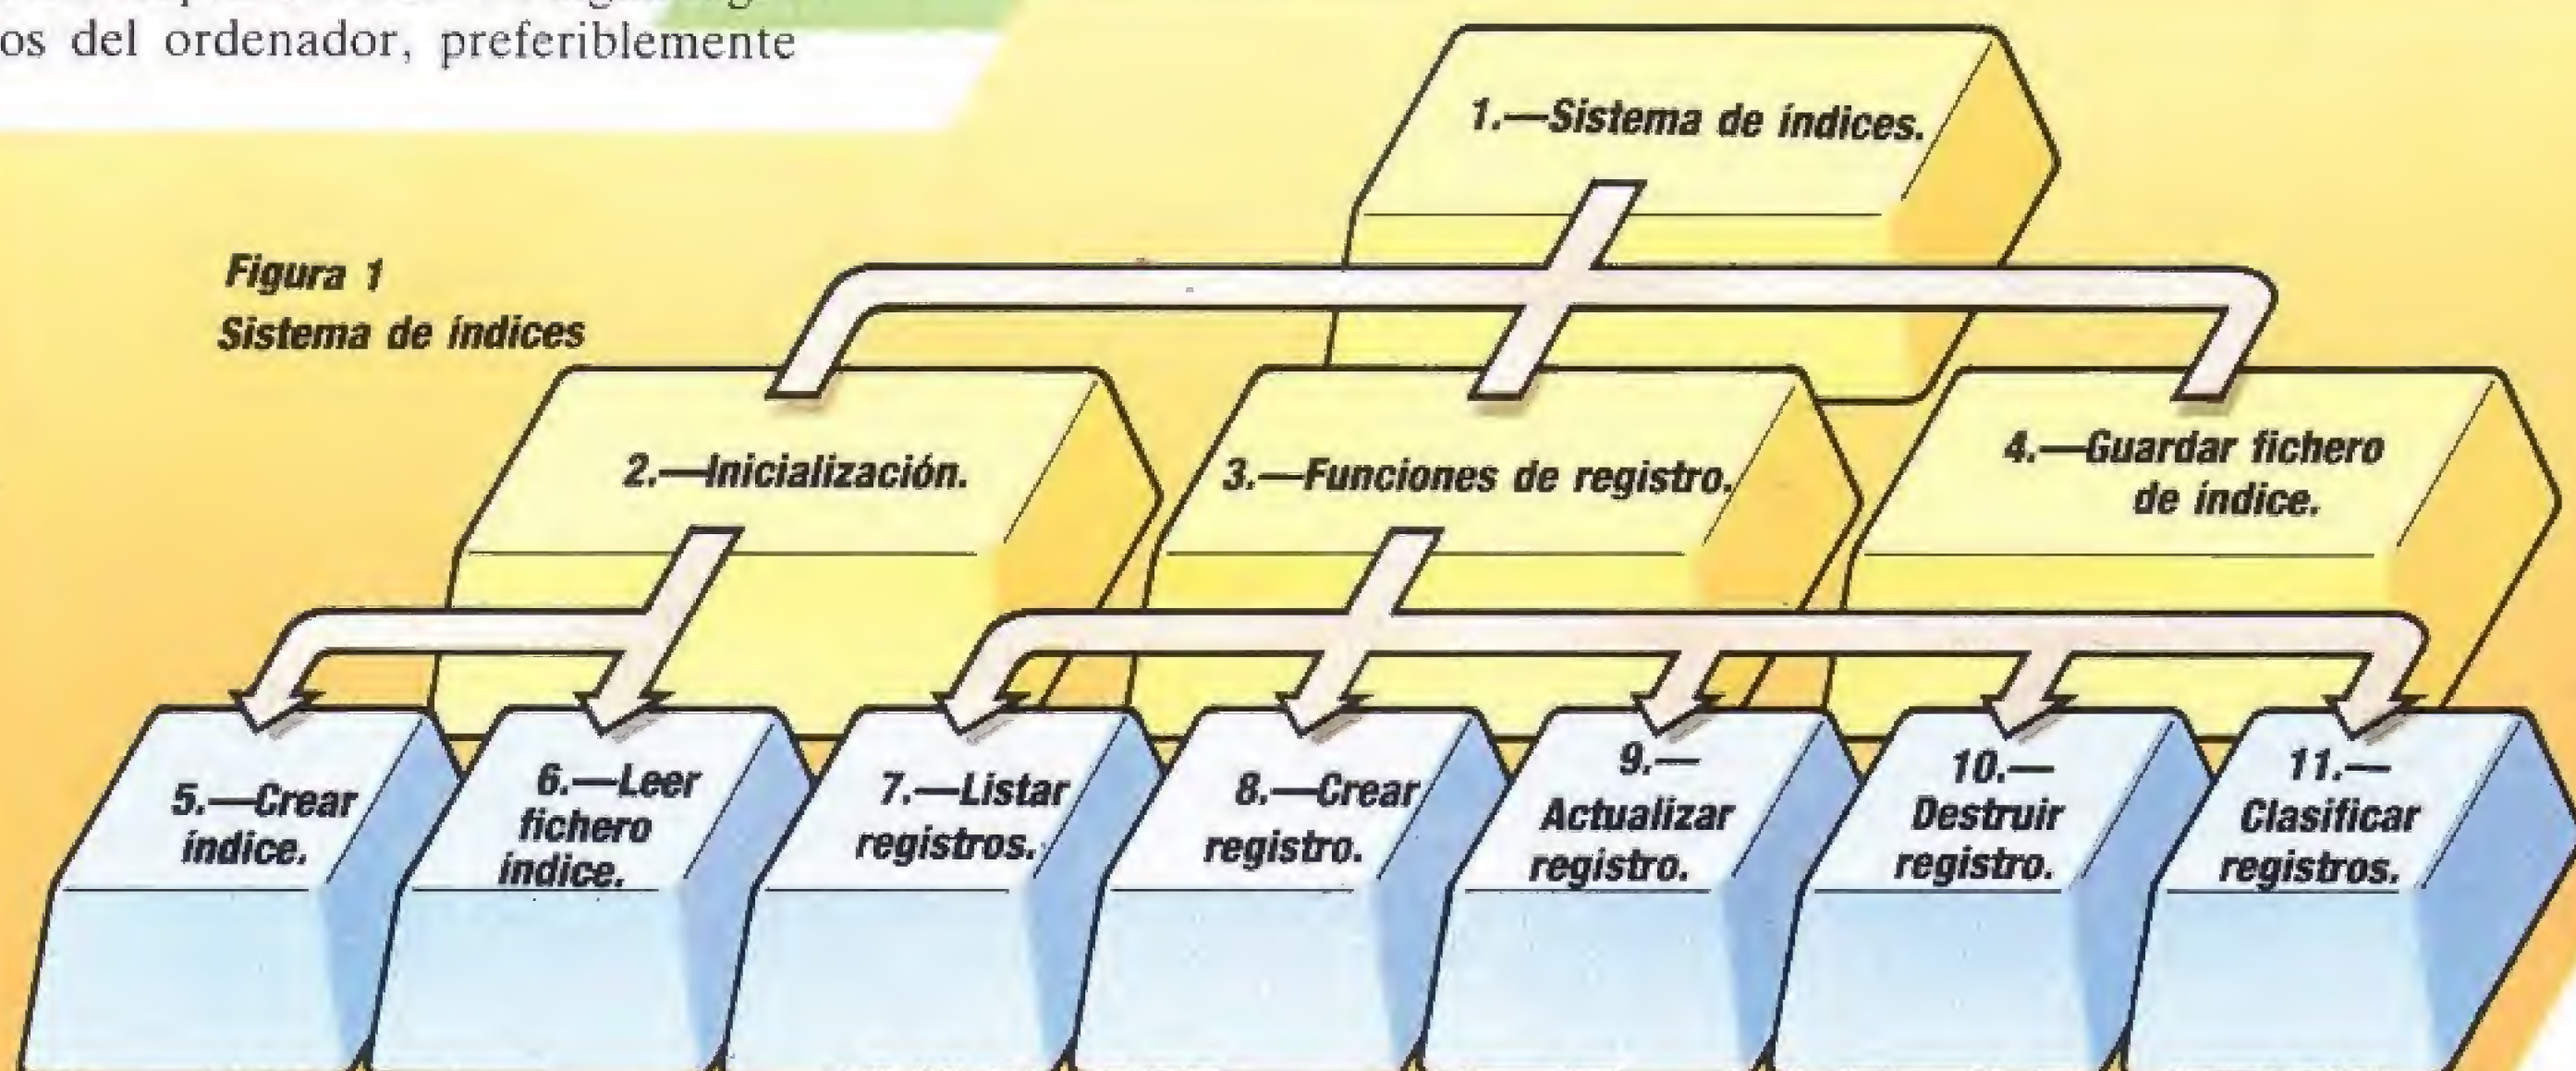 os del ordenador, preferiblemente
1.—Sistema de índices.
Figura 1
Sistema de índices
2.—Inicialización.
3.—Funciones de registro.
4.—Guardar fichero
de índice.
5.—Crear
índice.
6.—Leer
fichero
índice.
7.—Listar
registros.
8.—Crear
registro.
9.—
Actualizar
registro.
10.—
Destruir
registro.
11.—
Clasificar
registros.